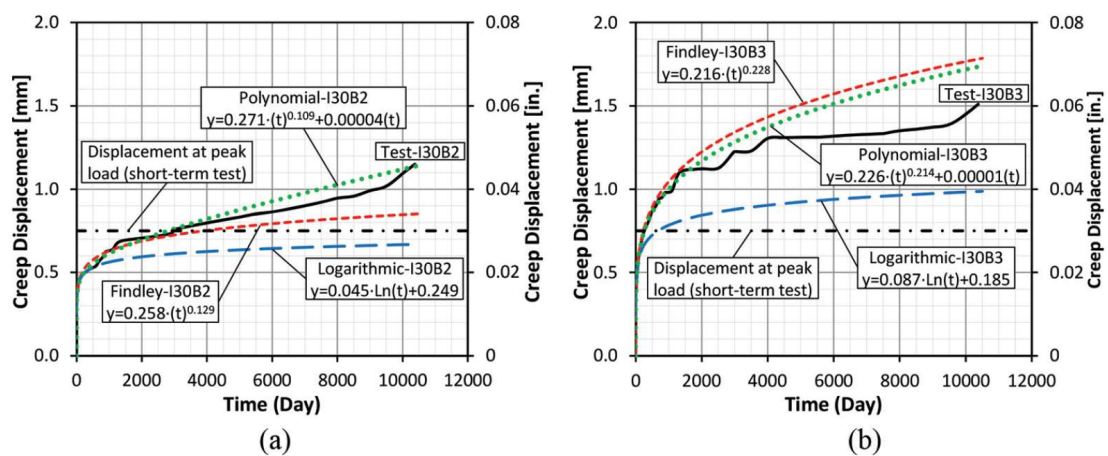 2.0
1.5
1.0
0.5
0.0
Creep Displacement [mm]
0.08
0.06
0.04
0.02
0
Creep Displacement [in.]
Polynomial-I30B2
y=0.271·(t)^0.109+0.00004(t)
Displacement at peak
load (short-term test)
Test-I30B2
Findley-I30B2
y=0.258·(t)^0.129
Logarithmic-I30B2
y=0.045·Ln(t)+0.249
0 2000 4000 6000 8000 10000 12000
Time (Day)
(a)
2.0
1.5
1.0
0.5
0.0
Creep Displacement [mm]
0.08
0.06
0.04
0.02
0
Creep Displacement [in.]
Findley-I30B3
y=0.216·(t)^0.228
Test-I30B3
Polynomial-I30B3
y=0.226·(t)^0.214+0.00001(t)
Displacement at peak
load (short-term test)
Logarithmic-I30B3
y=0.087·Ln(t)+0.185
0 2000 4000 6000 8000 10000 12000
Time (Day)
(b)